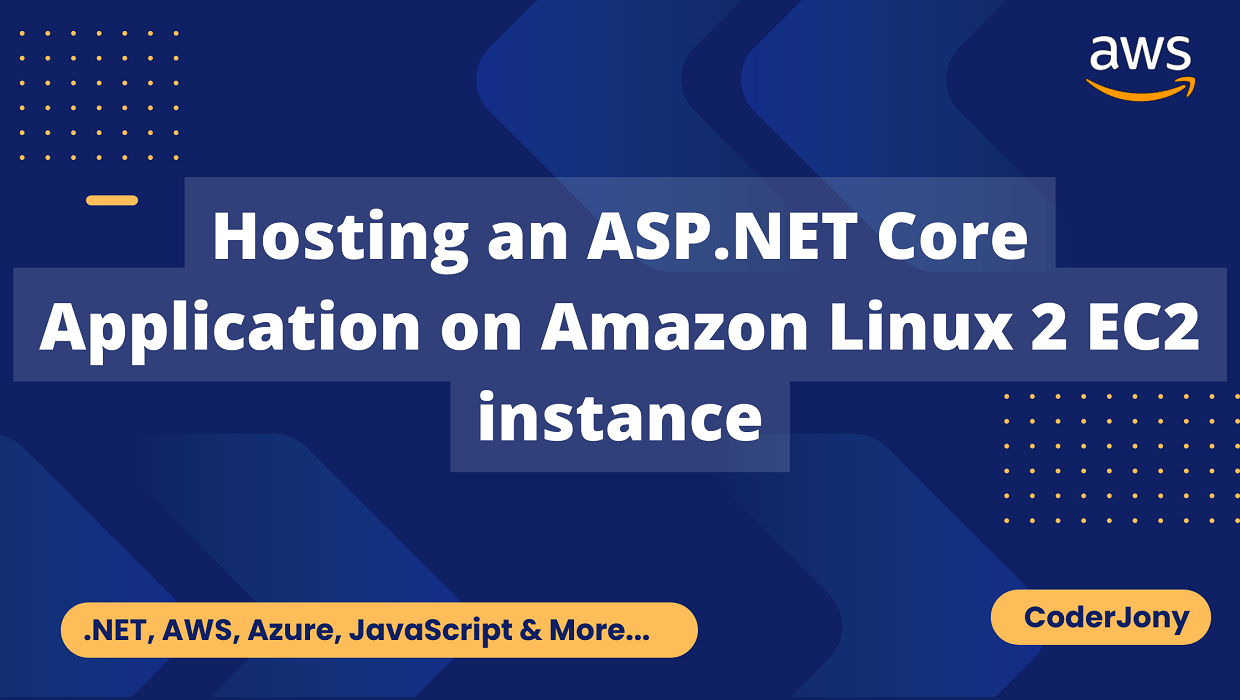 aws
Hosting an ASP.NET Core
Application on Amazon Linux 2 EC2
instance
.NET, AWS, Azure, JavaScript & More...
CoderJony